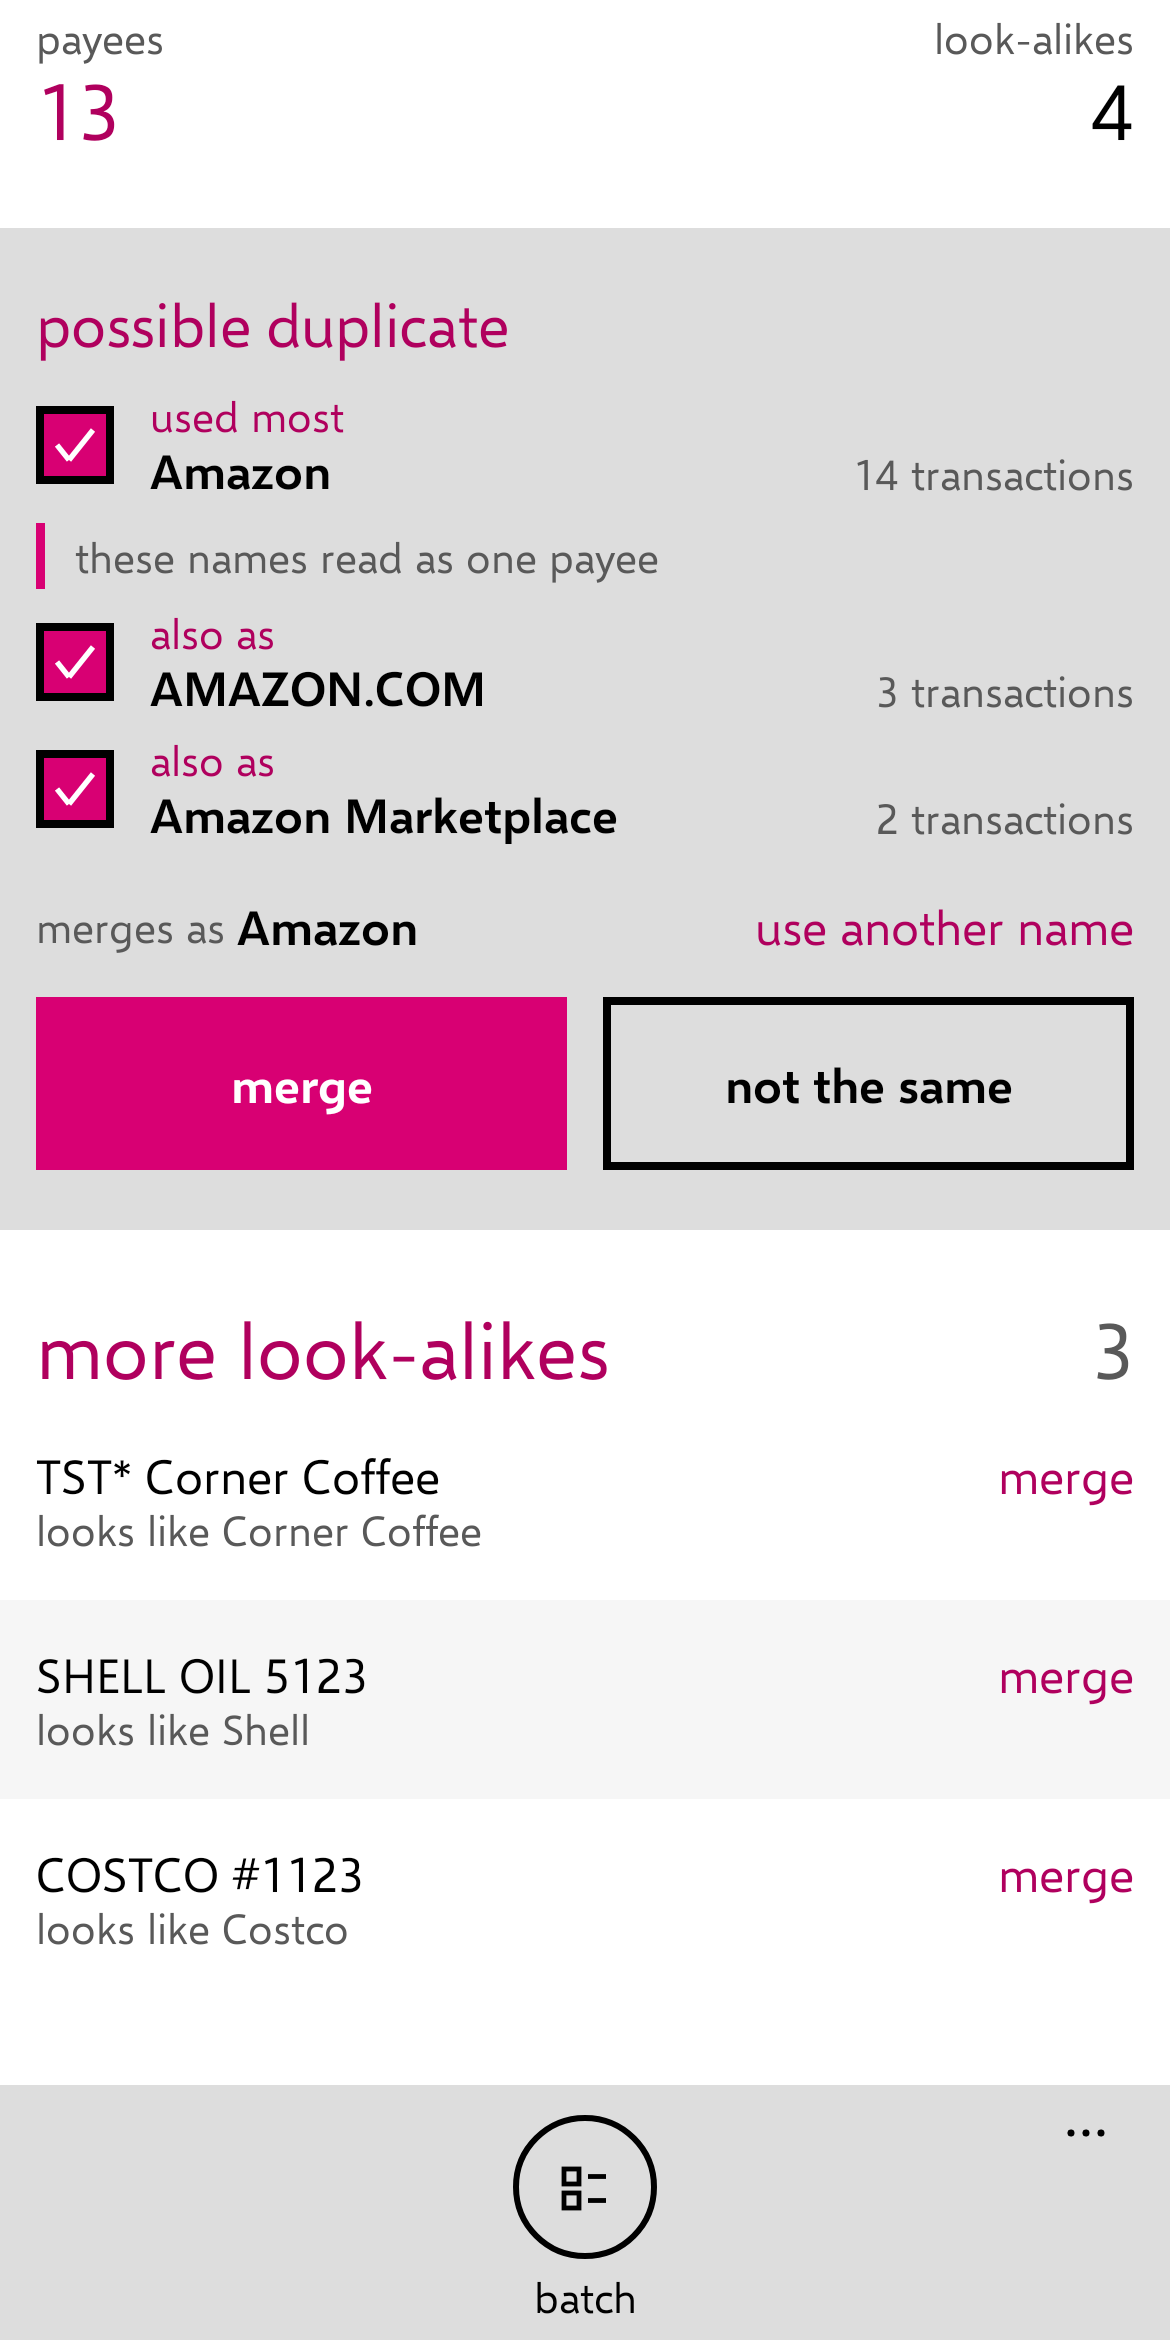 payees
look-alikes
13
4
possible duplicate
used most
Amazon
14 transactions
these names read as one payee
also as
AMAZON.COM
3 transactions
also as
Amazon Marketplace
2 transactions
merges as Amazon
use another name
merge
not the same
more look-alikes
3
TST* Corner Coffee
merge
looks like Corner Coffee
SHELL OIL 5123
merge
looks like Shell
COSTCO #1123
merge
looks like Costco
batch